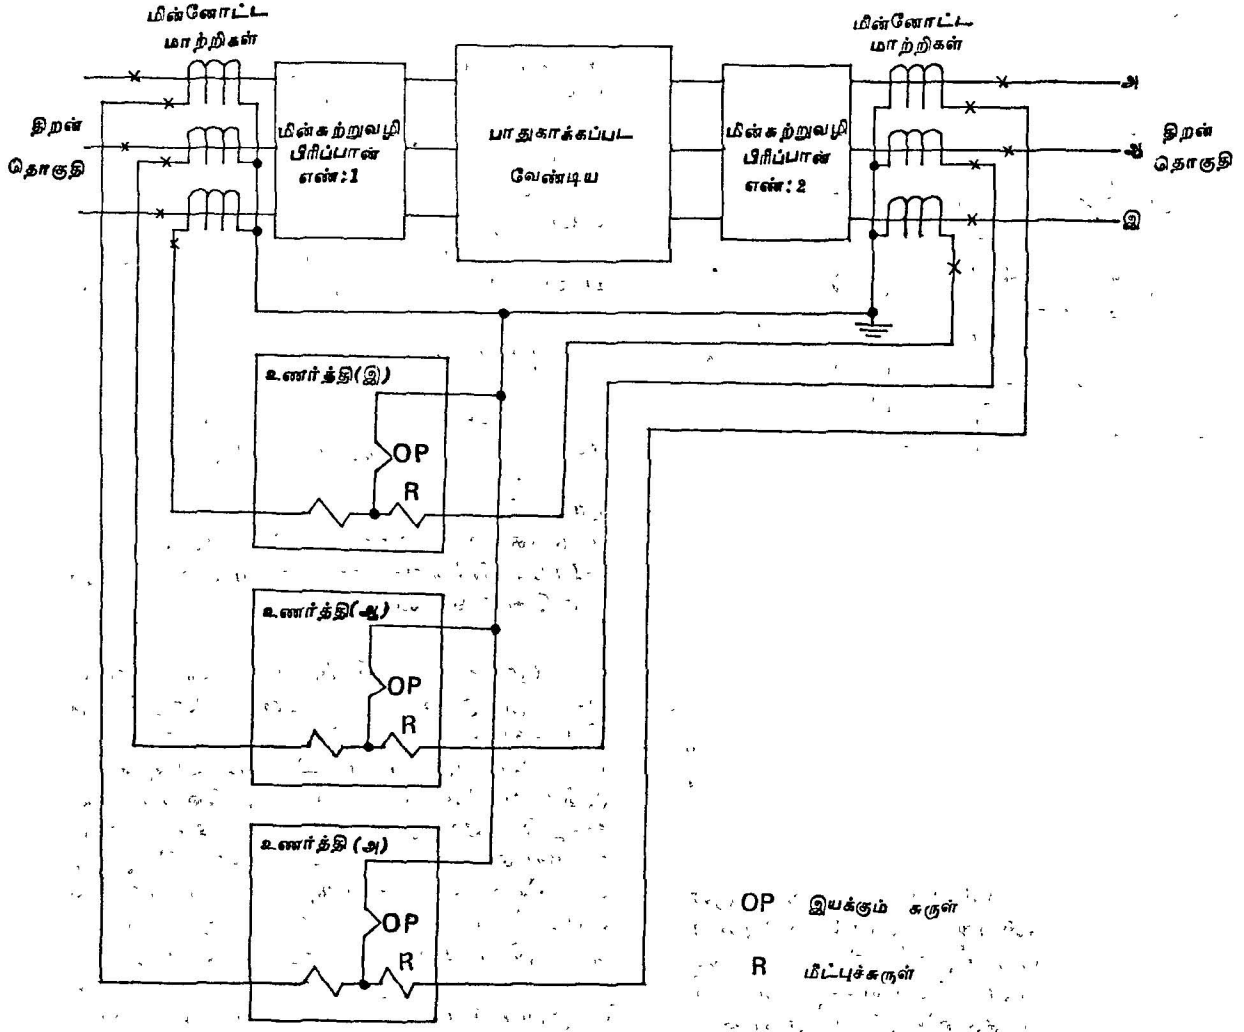 மின்னோட்ட
மாற்றிகள்
மின்னோட்ட
மாற்றிகள்
திறன்
தொகுதி
மின்சுற்றுவழி
பிரிப்பான்
எண்:1
பாதுகாக்கப்பட
வேண்டிய
மின்சுற்றுவழி
பிரிப்பான்
எண்:2
அ
ஆ
இ
திறன்
தொகுதி
உணர்த்தி(இ)
OP
R
உணர்த்தி(ஆ)
OP
R
உணர்த்தி (அ)
OP
R
OP இயக்கும் சுருள்
R மீட்புச்சுருள்